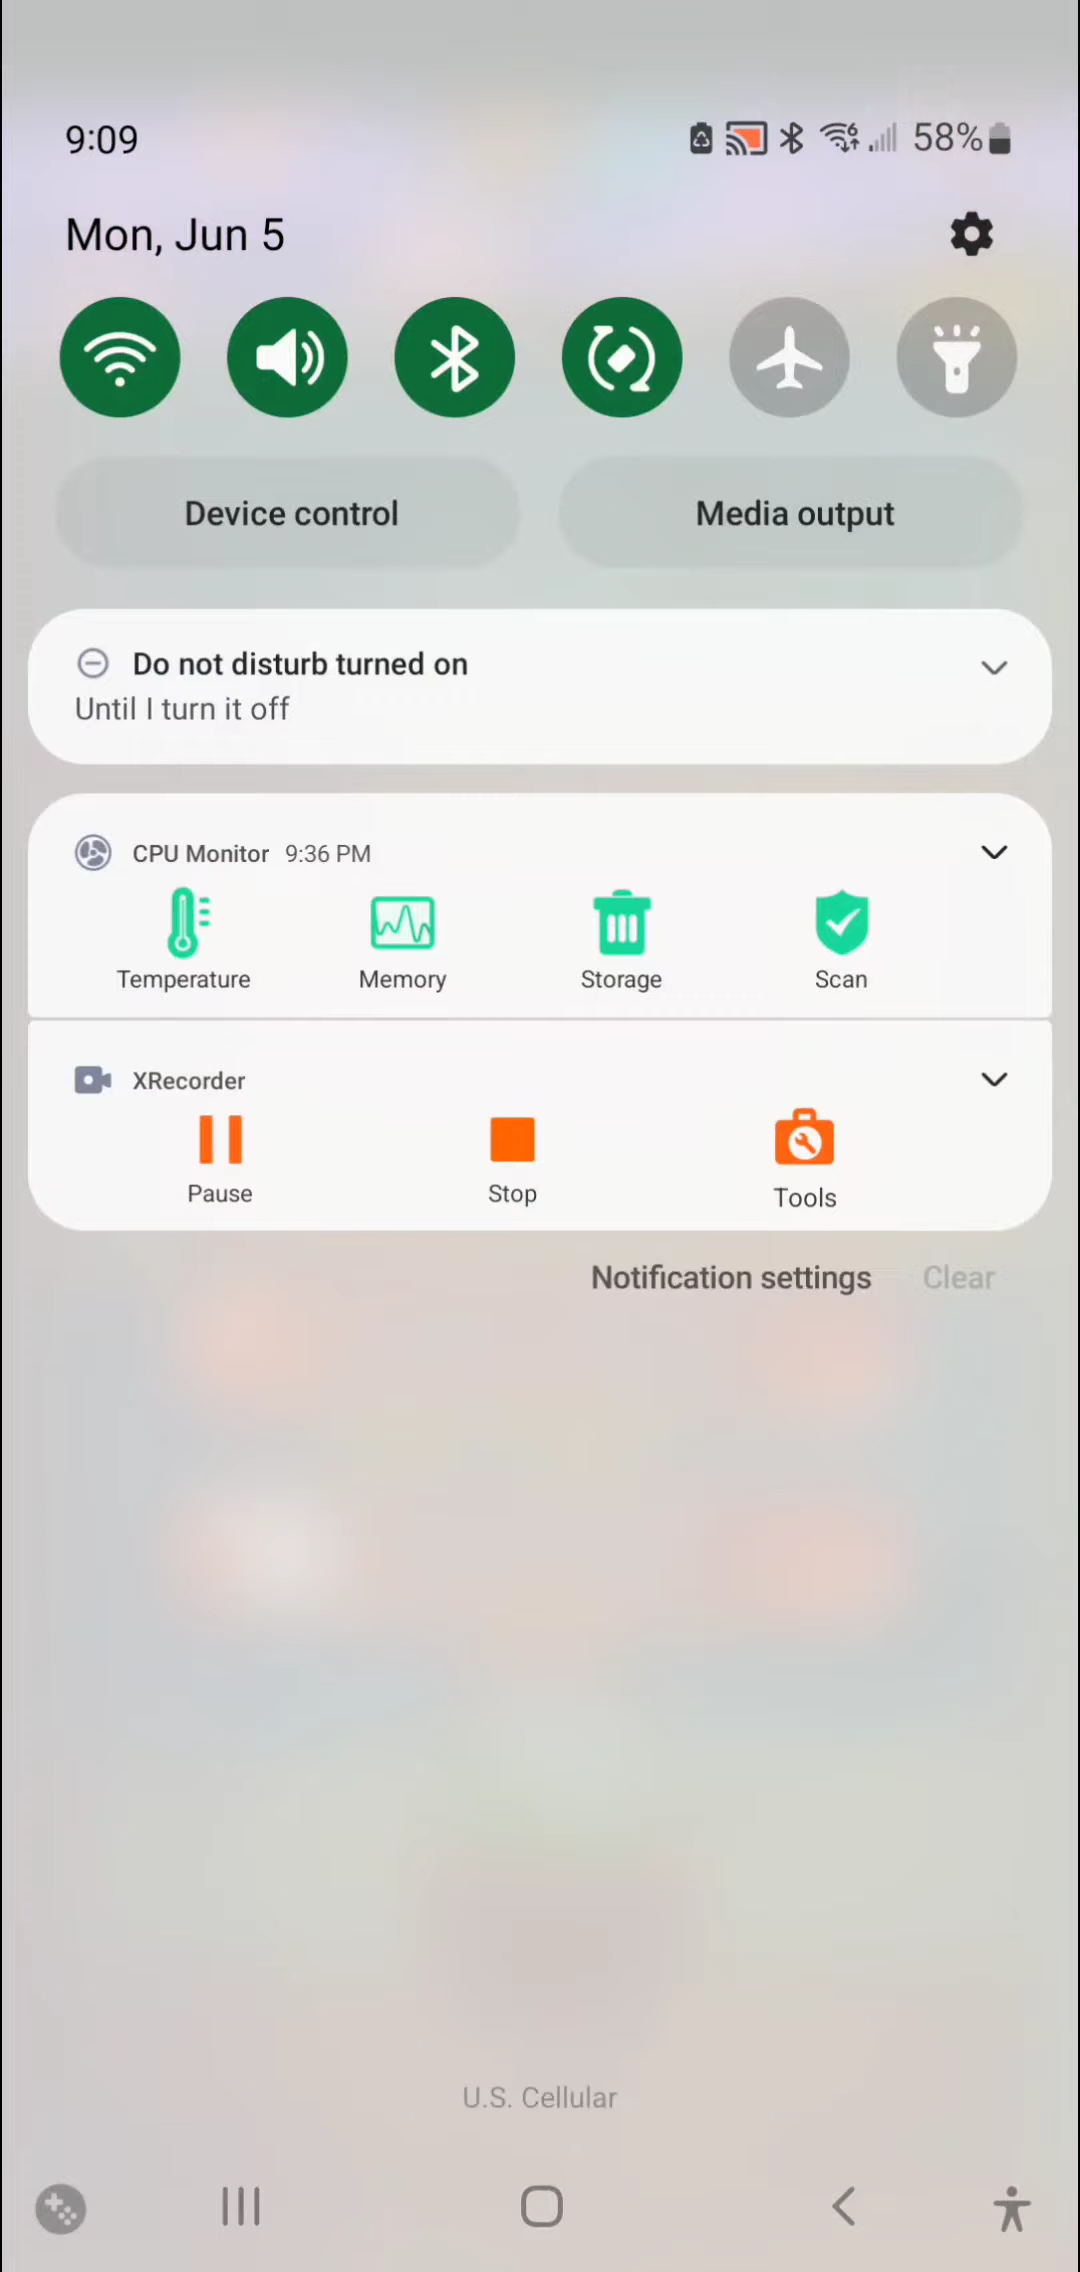 9:09
58%
Mon, Jun 5
Device control
Media output
Do not disturb turned on
Until I turn it off
CPU Monitor 9:36 PM
Temperature
Memory
Storage
Scan
XRecorder
Pause
Stop
Tools
Notification settings
Clear
U.S. Cellular